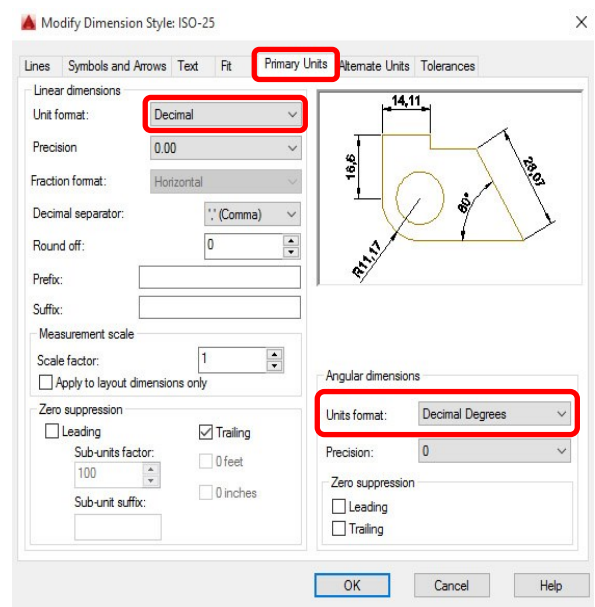 Modify Dimension Style: ISO-25
Lines Symbols and Arrows Text Fit Primary Units Alternate Units Tolerances
Linear dimensions
Unit format: Decimal
Precision 0.00
Fraction format: Horizontal
Decimal separator: ',' (Comma)
Round off: 0
Prefix:
Suffix:
Measurement scale
Scale factor: 1
Apply to layout dimensions only
Zero suppression
Leading
Trailing
Sub-units factor:
100
0 feet
0 inches
Sub-unit suffix:
14,11
16,6
28,07
60°
R11,17
Angular dimensions
Units format: Decimal Degrees
Precision: 0
Zero suppression
Leading
Trailing
OK Cancel Help